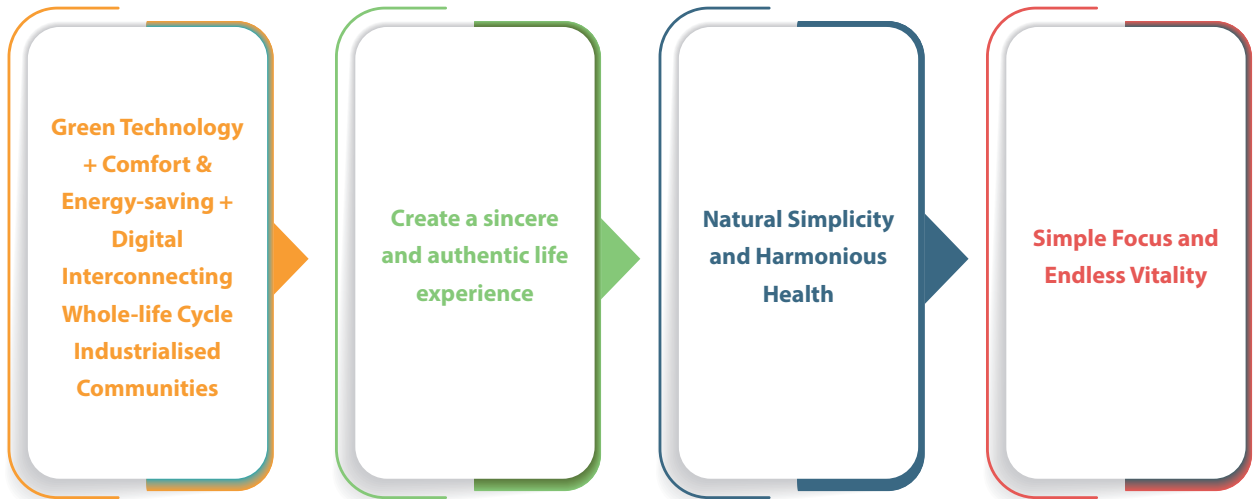 Green Technology
+ Comfort &
Energy-saving +
Digital
Interconnecting
Whole-life Cycle
Industrialised
Communities
Create a sincere
and authentic life
experience
Natural Simplicity
and Harmonious
Health
Simple Focus and
Endless Vitality